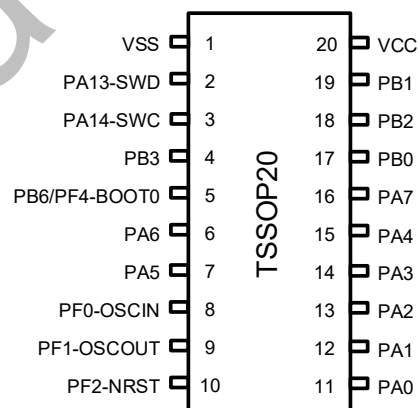 VSS 1 20 VCC
PA13-SWD 2 19 PB1
PA14-SWC 3 18 PB2
PB3 4 17 PB0
PB6/PF4-BOOT0 5 16 PA7
PA6 6 15 PA4
PA5 7 14 PA3
PF0-OSCIN 8 13 PA2
PF1-OSCOUT 9 12 PA1
PF2-NRST 10 11 PA0
TSSOP20